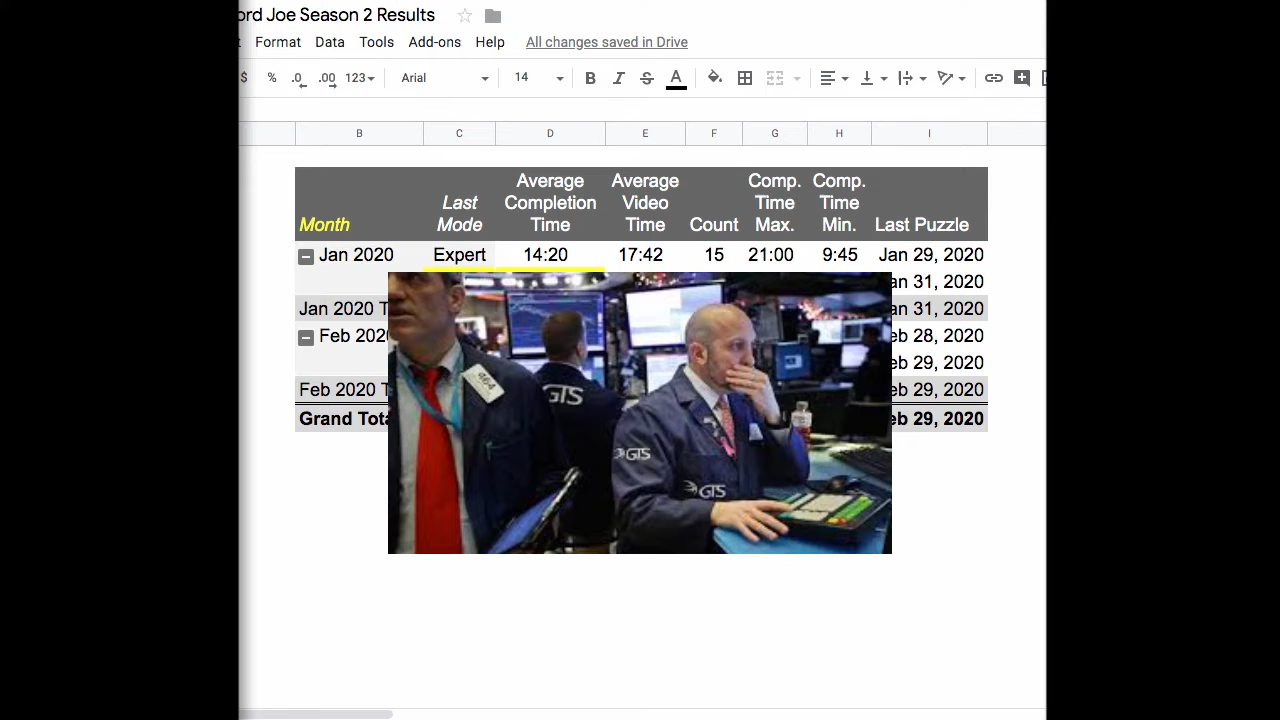 ord Joe Season 2 Results
Format Data Tools Add-ons Help All changes saved in Drive
$ % .0 .00 123 Arial 14 B I S A
B C D E F G H I
Month Last Mode Average Completion Time Average Video Time Count Comp. Time Max. Comp. Time Min. Last Puzzle
Jan 2020 Expert 14:20 17:42 15 21:00 9:45 Jan 29, 2020
an 31, 2020
Jan 2020 T an 31, 2020
Feb 2020 eb 28, 2020
eb 29, 2020
Feb 2020 T eb 29, 2020
Grand Tota eb 29, 2020
464
GTS
GTS
GTS